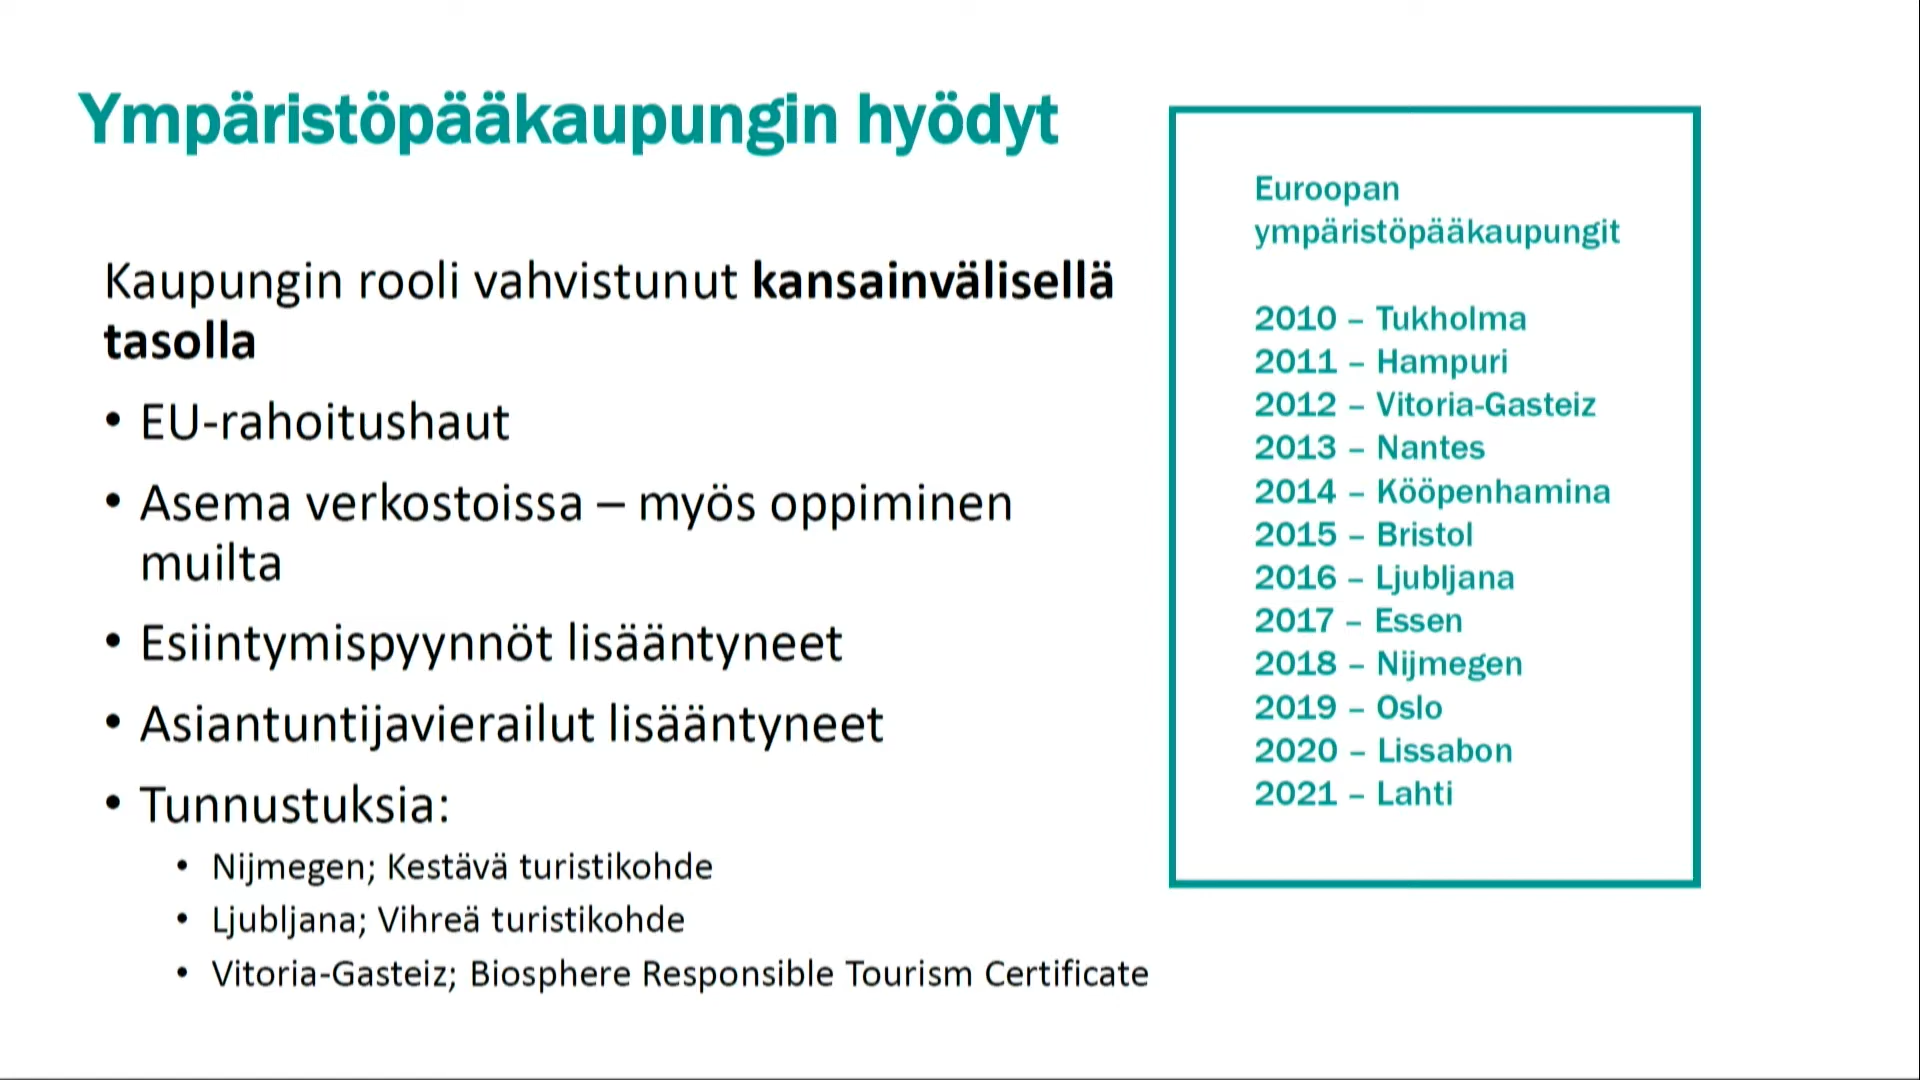 Ympäristöpääkaupungin hyödyt
Kaupungin rooli vahvistunut kansainvälisellä
tasolla
• EU-rahoitushaut
• Asema verkostoissa – myös oppiminen
muilta
• Esiintymispyynnöt lisääntyneet
• Asiantuntijavierailut lisääntyneet
• Tunnustuksia:
• Nijmegen; Kestävä turistikohde
• Ljubljana; Vihreä turistikohde
• Vitoria-Gasteiz; Biosphere Responsible Tourism Certificate
Euroopan
ympäristöpääkaupungit
2010 – Tukholma
2011 – Hampuri
2012 – Vitoria-Gasteiz
2013 – Nantes
2014 – Kööpenhamina
2015 – Bristol
2016 – Ljubljana
2017 – Essen
2018 – Nijmegen
2019 – Oslo
2020 – Lissabon
2021 – Lahti